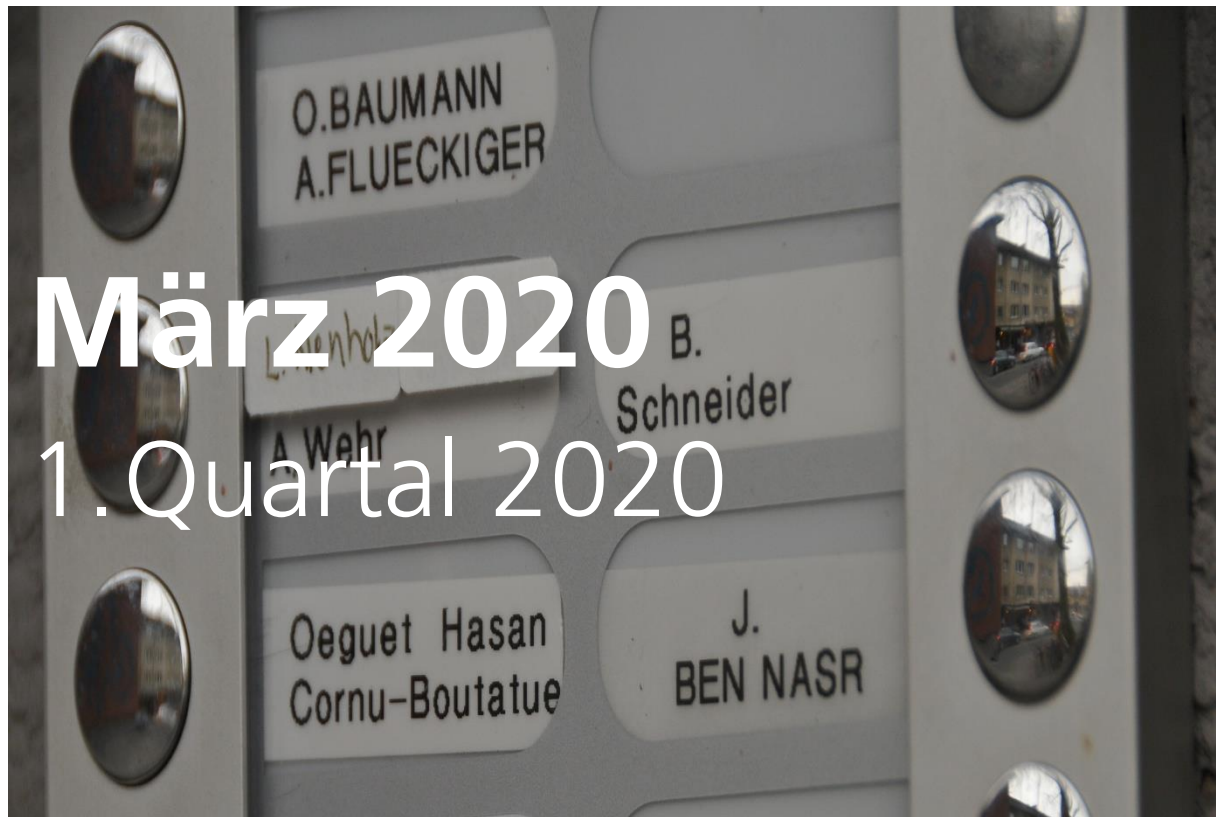 O.BAUMANN
A.FLUECKIGER
März 2020
B.
Schneider
A.Wehr
1. Quartal 2020
Oeguet Hasan
Cornu-Boutatue
J.
BEN NASR